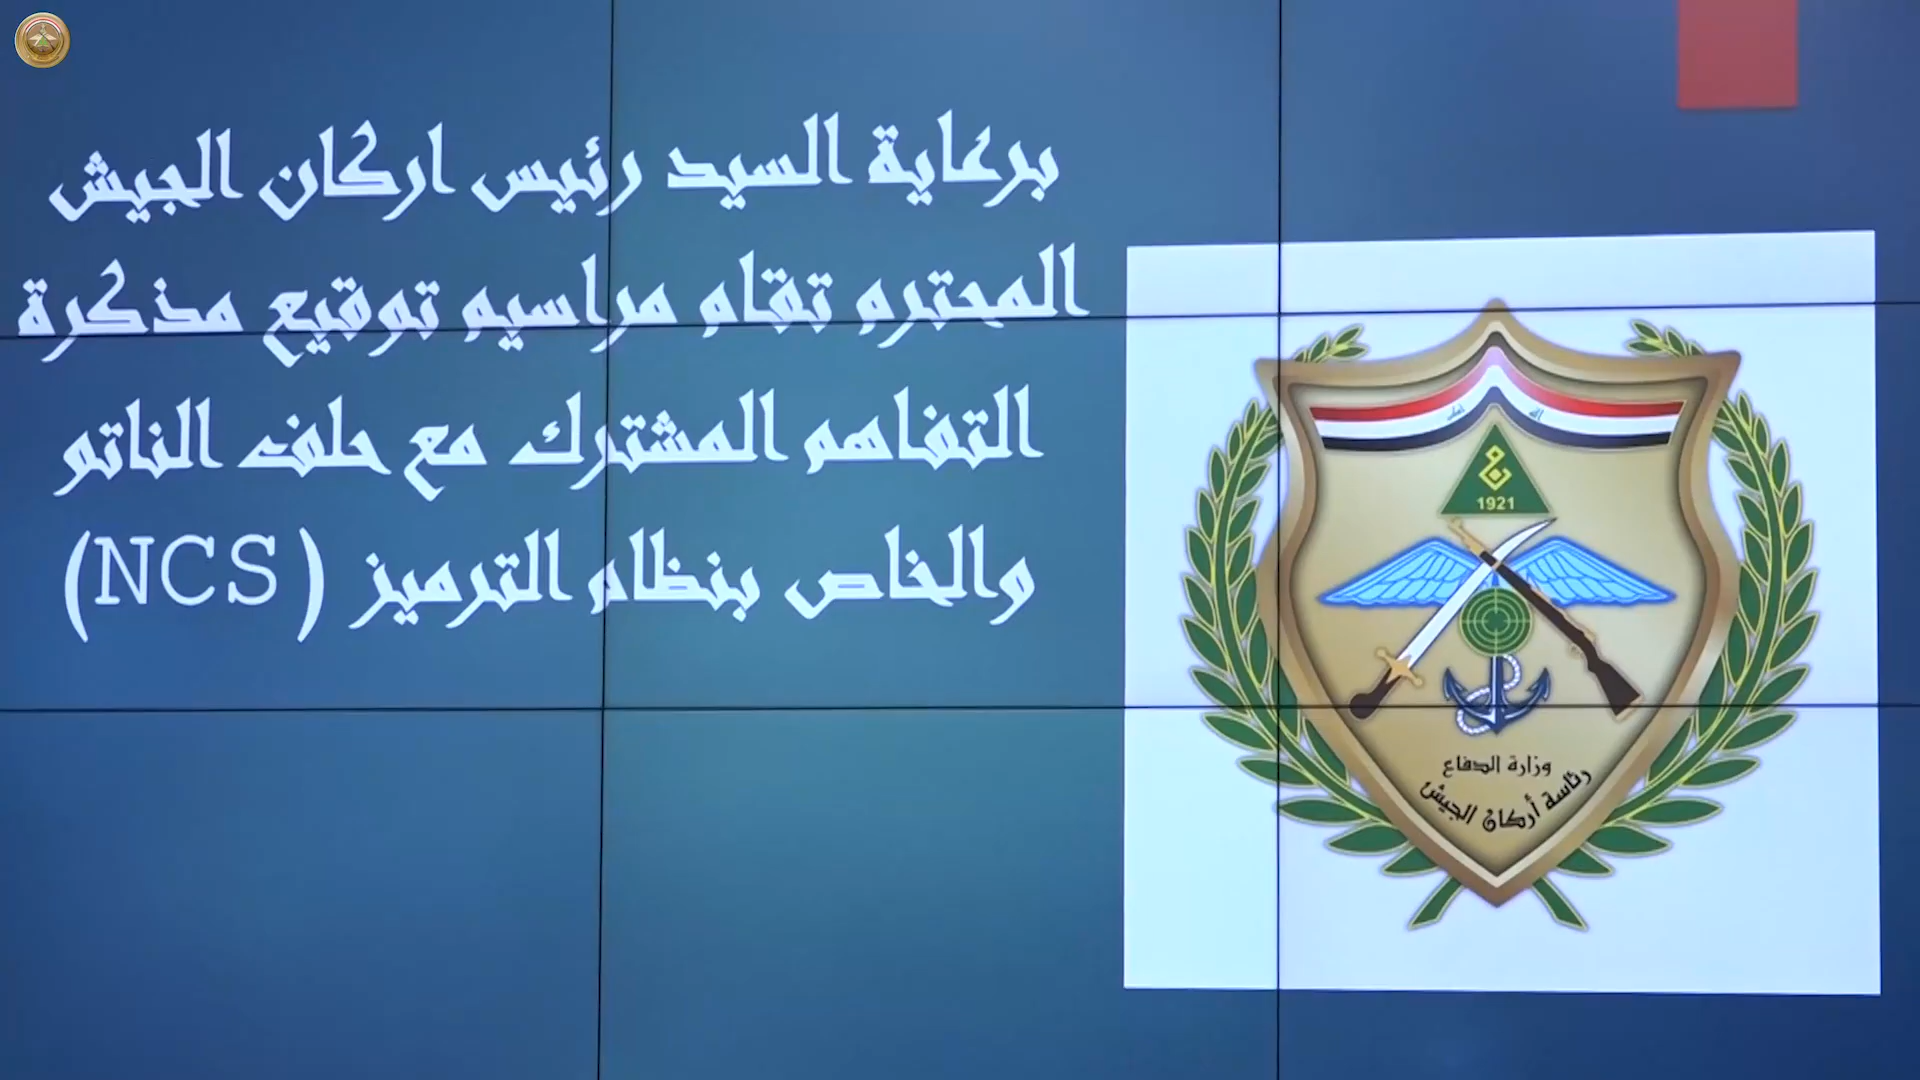 برعاية السيد رئيس اركان الجيش
المحترم تقام مراسيم توقيع مذكرة
التفاهم المشترك مع حلف الناتو
والخاص بنظام الترميز (NCS)
1921
وزارة الدفاع
رئاسة أركان الجيش